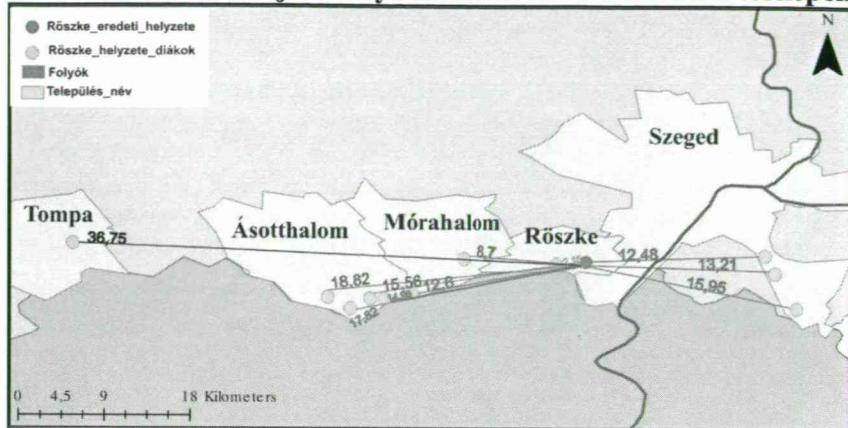 Röszke_eredeti_helyzete
Röszke_helyzete_diákok
Folyók
Település_név
N
Szeged
Tompa
Ásotthalom
Mórahalom
Röszke
36,75
8,7
12,48
13,21
18,82
15,56
12,6
15,95
17,82
0 4,5 9 18 Kilometers